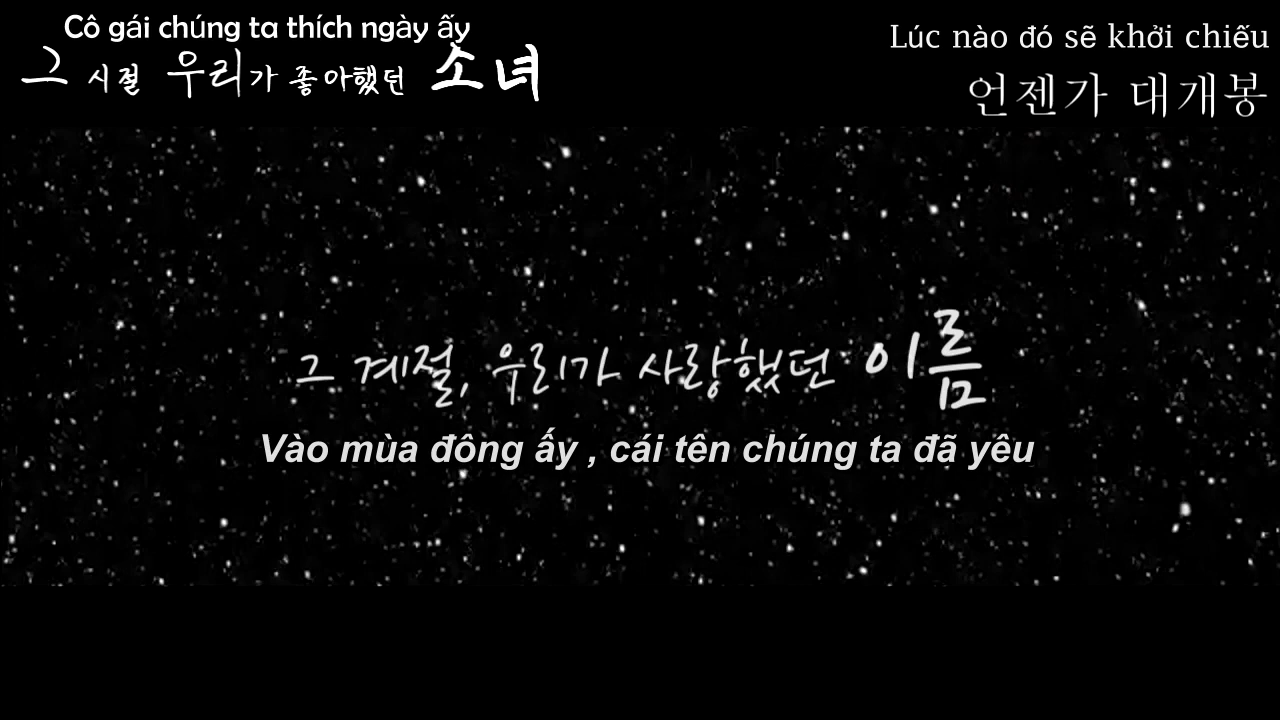 Cô gái chúng ta thích ngày ấy
그 시절 우리가 좋아했던 소녀
Lúc nào đó sẽ khởi chiếu
언젠가 대개봉
그 계절, 우리가 사랑했던 이름
Vào mùa đông ấy , cái tên chúng ta đã yêu